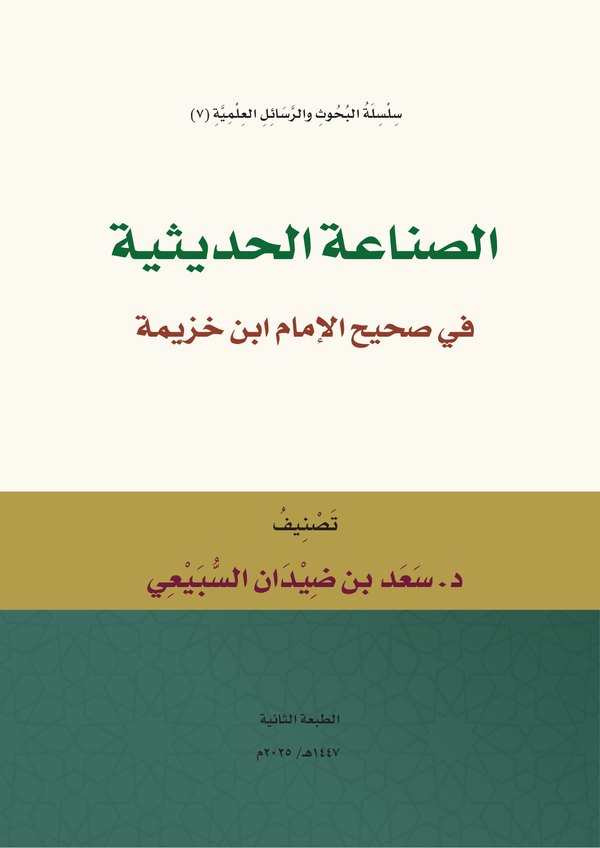 سِلْسِلَةُ البُحُوثِ والرَّسَائِلِ العِلْمِيَّةِ (٧)
الصناعة الحديثية
في صحيح الإمام ابن خزيمة
تَصْنِيفُ
د. سَعَد بن ضِيْدَان السُّبَيْعِي
الطبعة الثانية
١٤٤٧هـ/ ٢٠٢٥م